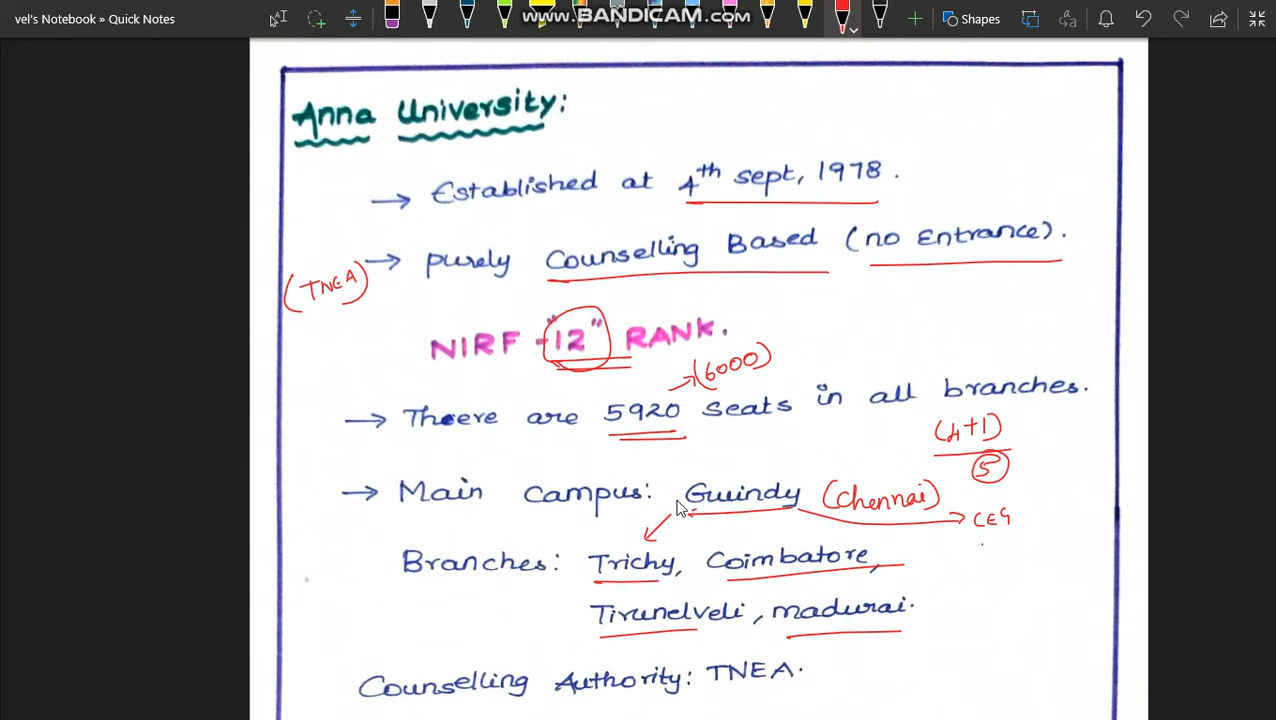 vel's Notebook » Quick Notes
www.BANDICAM.com
Shapes
Anna University:
→ Established at 4th sept, 1978.
→ purely Counselling Based (no Entrance).
(TNEA)
NIRF - "12" RANK.
→ (6000)
→ There are 5920 seats in all branches.
(4+1)
5
→ Main campus: Guindy (chennai) → CEG
Branches: Trichy, Coimbatore,
Tirunelveli, madurai.
Counselling Authority: TNEA.